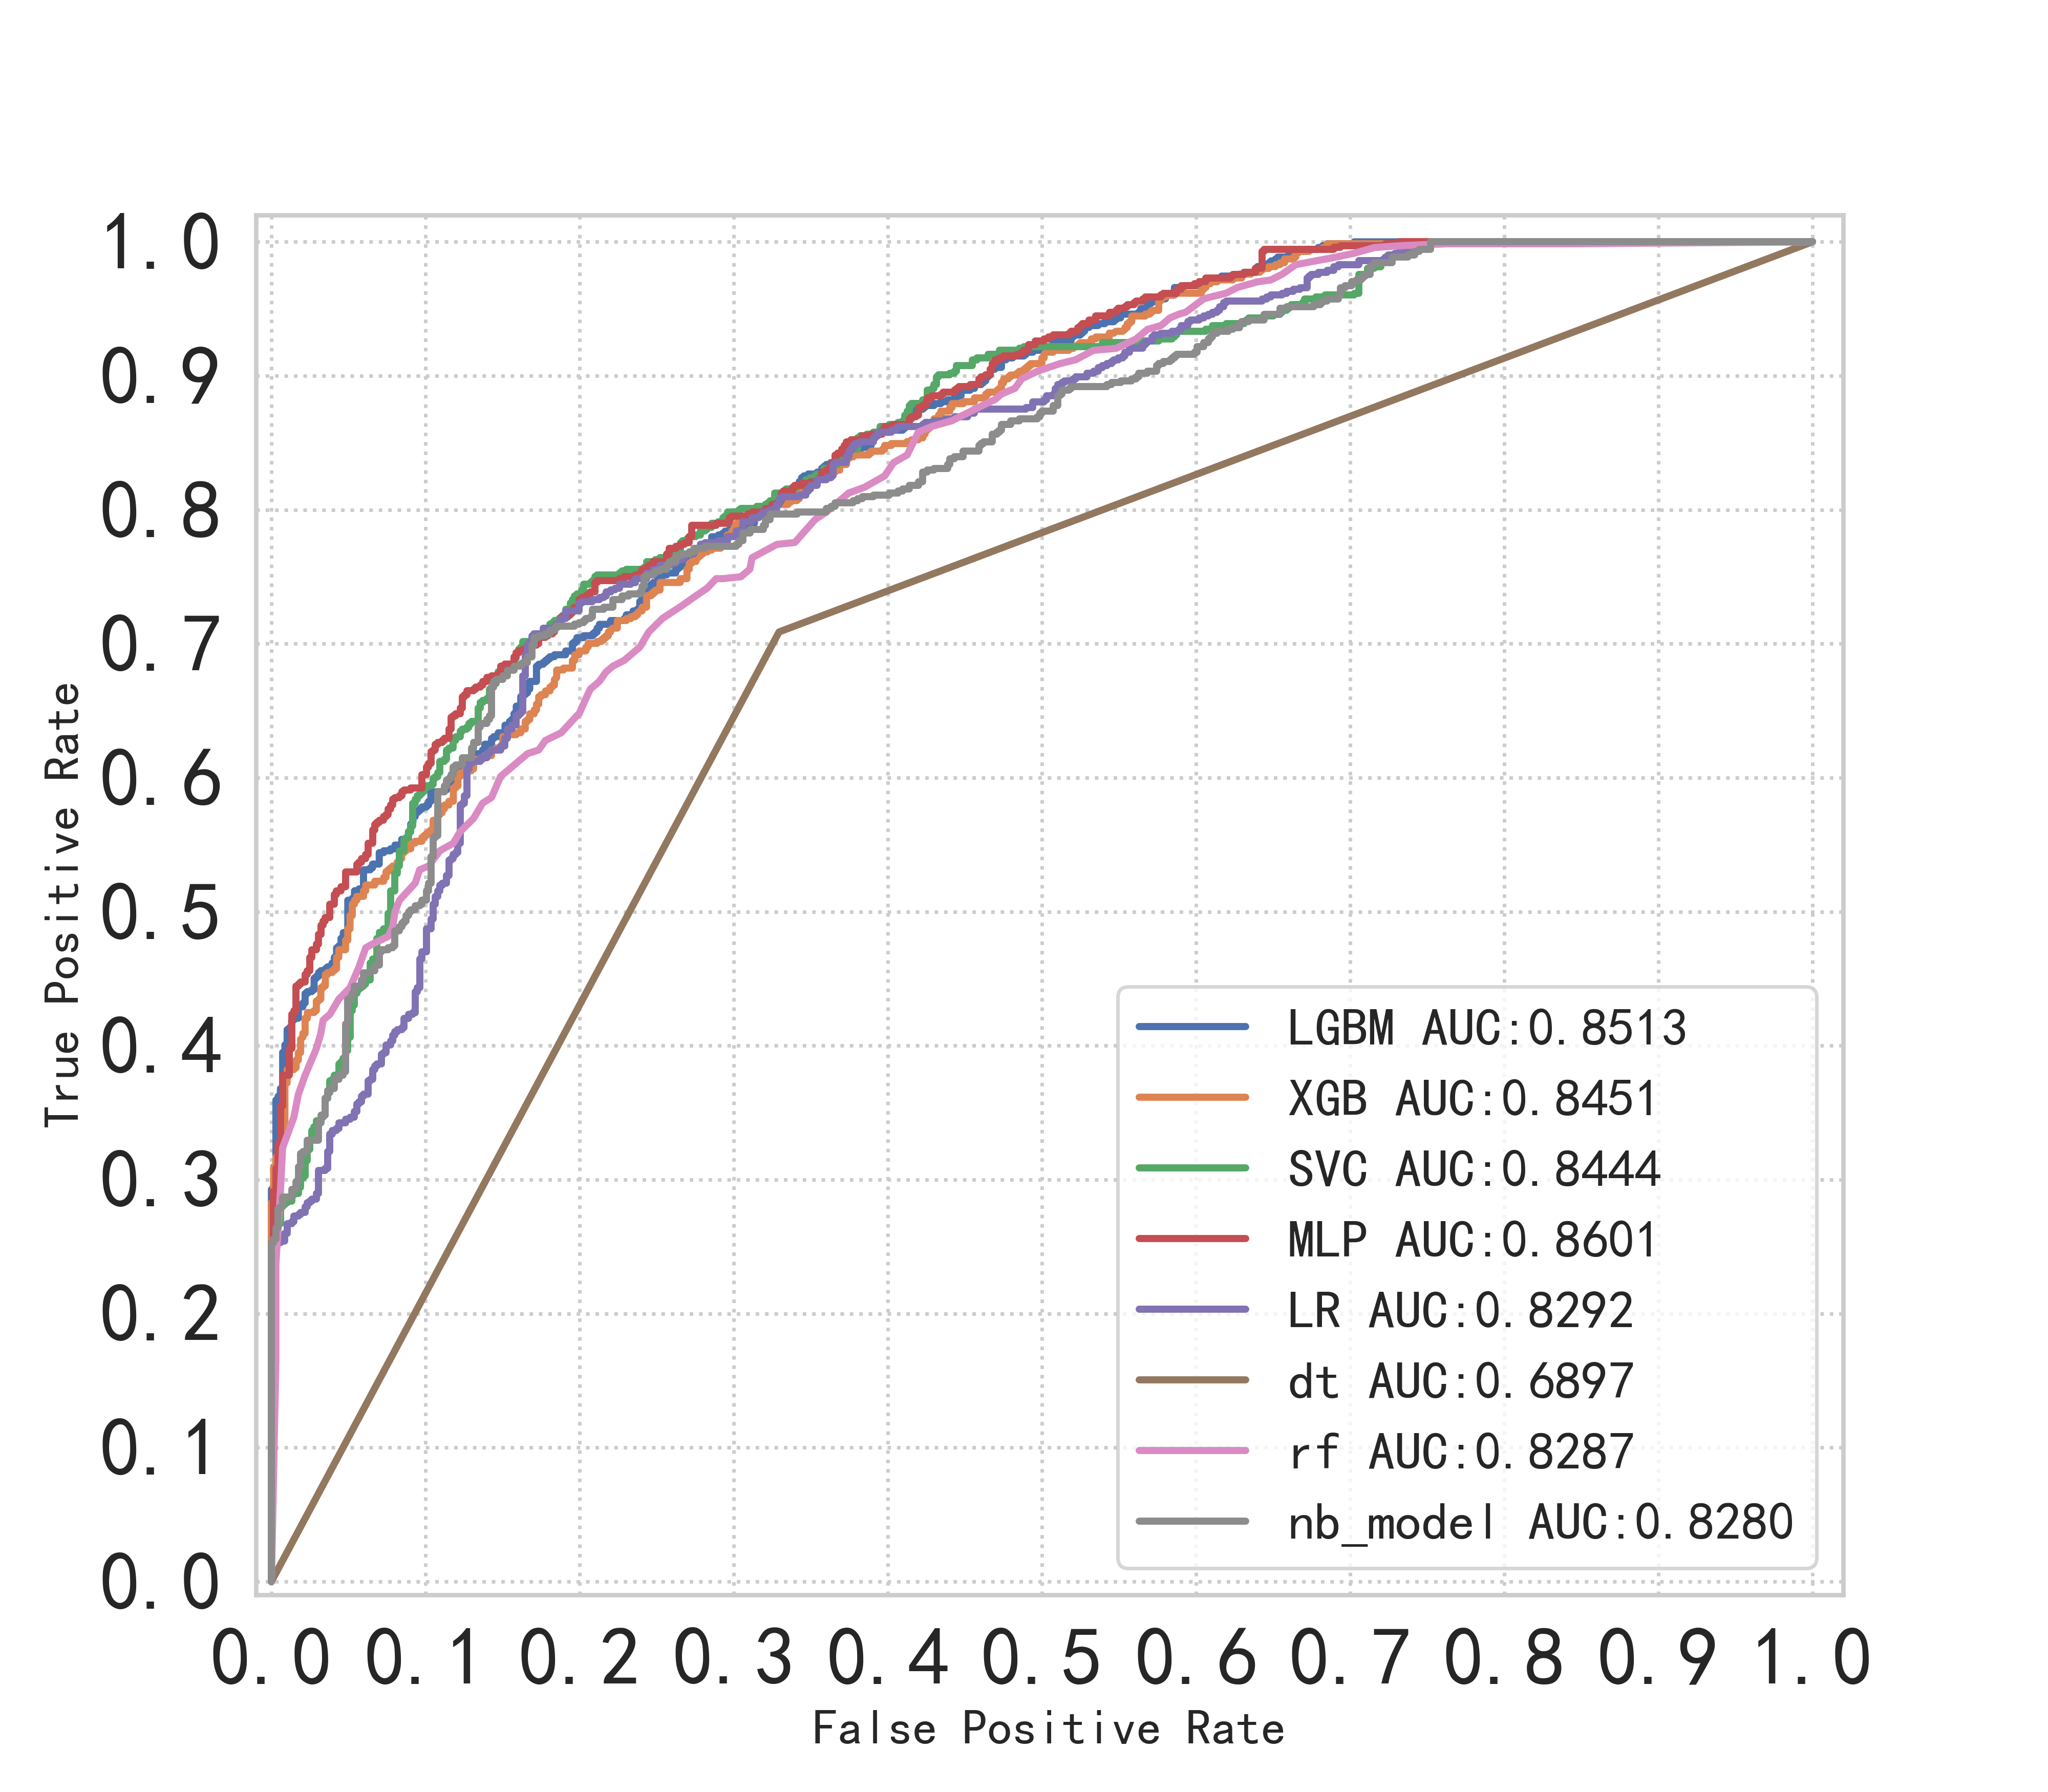 1.0
0.9
0.8
0.7
0.6
0.5
0.4
0.3
0.2
0.1
0.0
True Positive Rate
LGBM AUC:0.8513
XGB AUC:0.8451
SVC AUC:0.8444
MLP AUC:0.8601
LR AUC:0.8292
dt AUC:0.6897
rf AUC:0.8287
nb_model AUC:0.8280
0.0 0.1 0.2 0.3 0.4 0.5 0.6 0.7 0.8 0.9 1.0
False Positive Rate